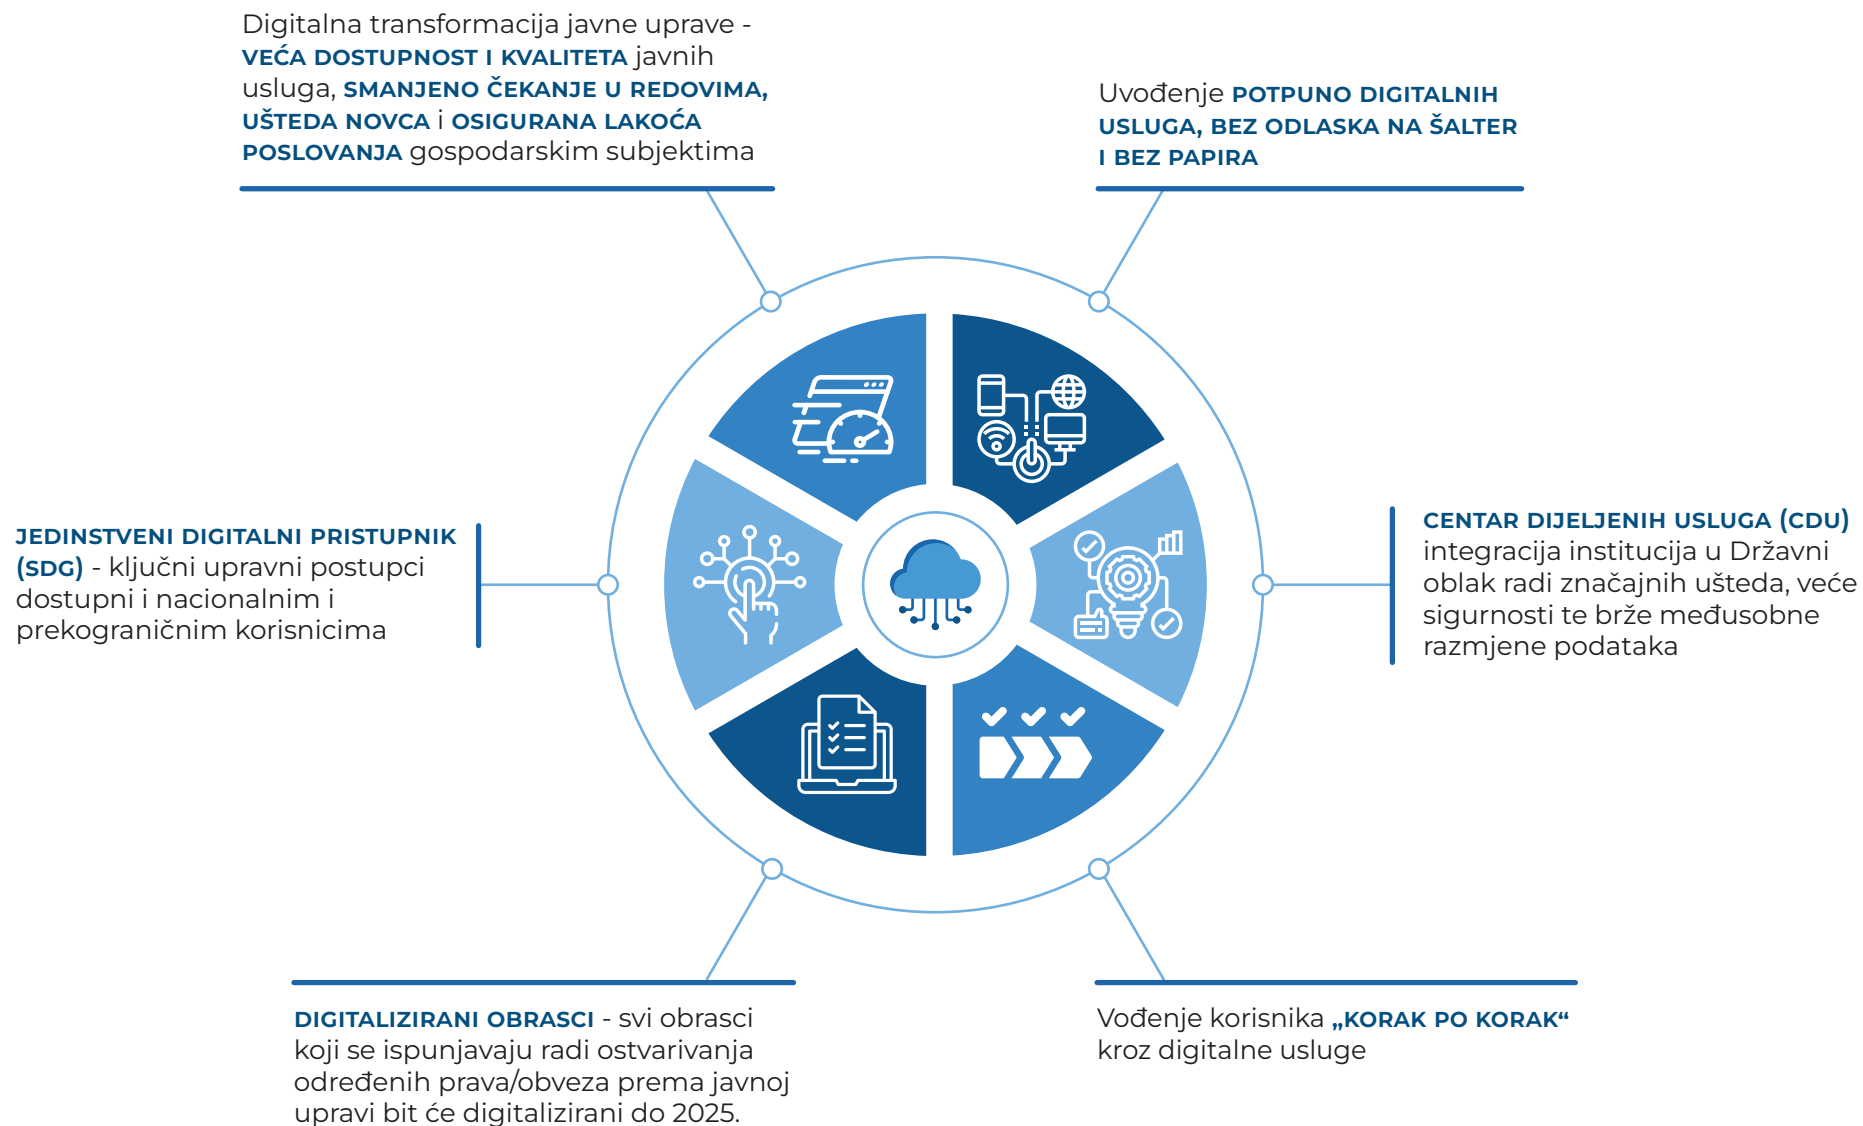 Digitalna transformacija javne uprave -
VEĆA DOSTUPNOST I KVALITETA javnih
usluga, SMANJENO ČEKANJE U REDOVIMA,
UŠTEDA NOVCA i OSIGURANA LAKOĆA
POSLOVANJA gospodarskim subjektima
Uvođenje POTPUNO DIGITALNIH
USLUGA, BEZ ODLASKA NA ŠALTER
I BEZ PAPIRA
JEDINSTVENI DIGITALNI PRISTUPNIK
(SDG) - ključni upravni postupci
dostupni i nacionalnim i
prekograničnim korisnicima
CENTAR DIJELJENIH USLUGA (CDU)
integracija institucija u Državni
oblak radi značajnih ušteda, veće
sigurnosti te brže međusobne
razmjene podataka
DIGITALIZIRANI OBRASCI - svi obrasci
koji se ispunjavaju radi ostvarivanja
određenih prava/obveza prema javnoj
upravi bit će digitalizirani do 2025.
Vođenje korisnika „KORAK PO KORAK“
kroz digitalne usluge